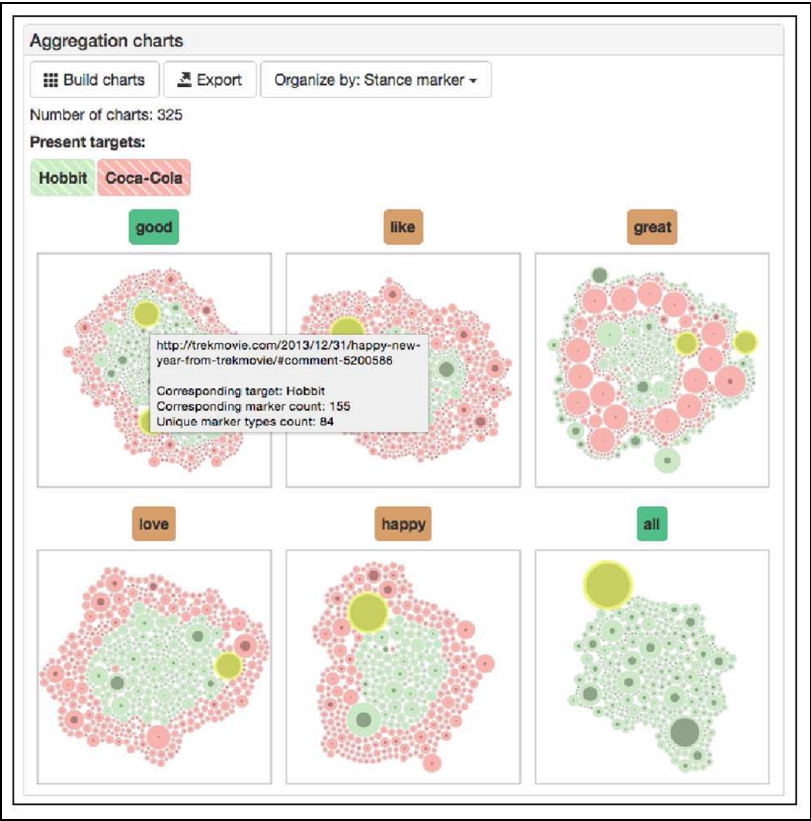 Aggregation charts
Build charts
Export
Organize by: Stance marker
Number of charts: 325
Present targets:
Hobbit
Coca-Cola
good
like
great
http://trekmovie.com/2013/12/31/happy-new-
year-from-trekmovie/#comment-5200586
Corresponding target: Hobbit
Corresponding marker count: 155
Unique marker types count: 84
love
happy
all